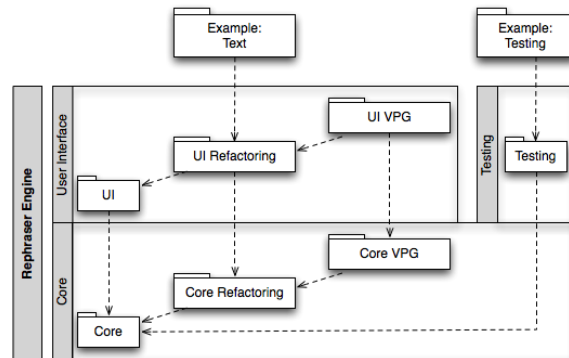 Example:
Text
Example:
Testing
Rephraser Engine
User Interface
UI VPG
UI Refactoring
UI
Testing
Testing
Core
Core VPG
Core Refactoring
Core